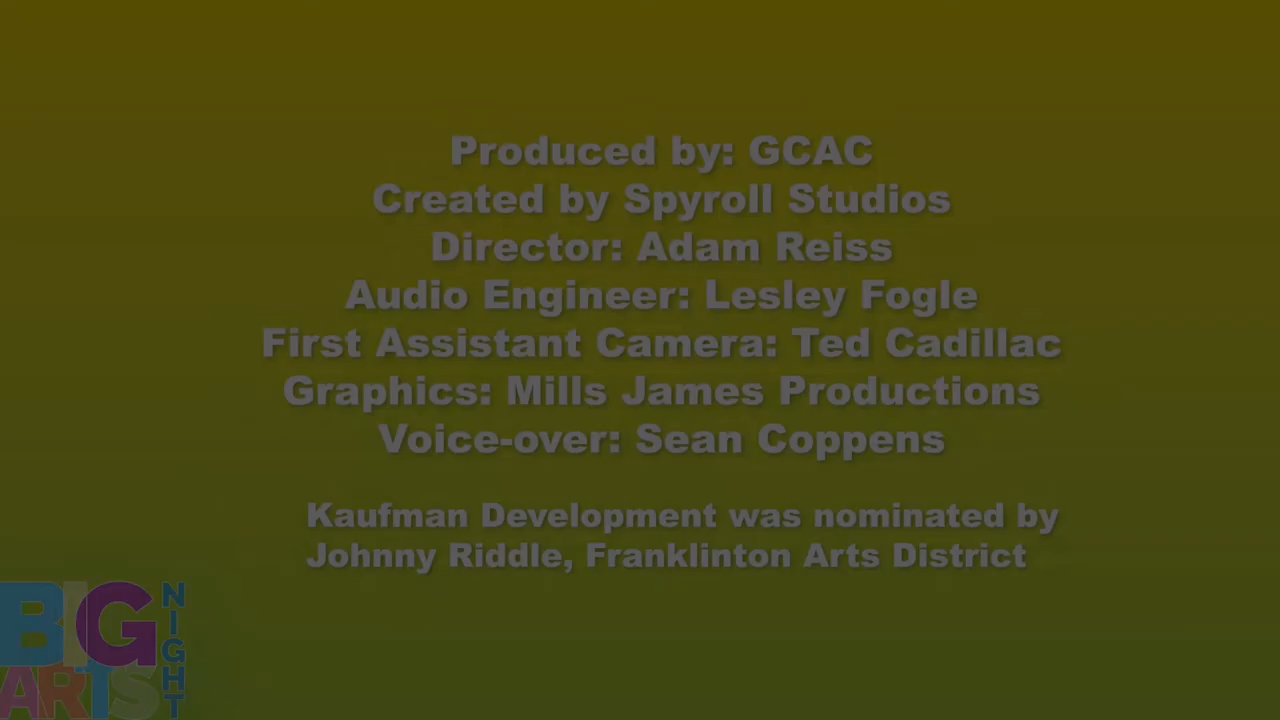 Produced by: GCAC
Created by Spyroll Studios
Director: Adam Reiss
Audio Engineer: Lesley Fogle
First Assistant Camera: Ted Cadillac
Graphics: Mills James Productions
Voice-over: Sean Coppens
Kaufman Development was nominated by
Johnny Riddle, Franklinton Arts District
BIG
NIGHT
ARTS